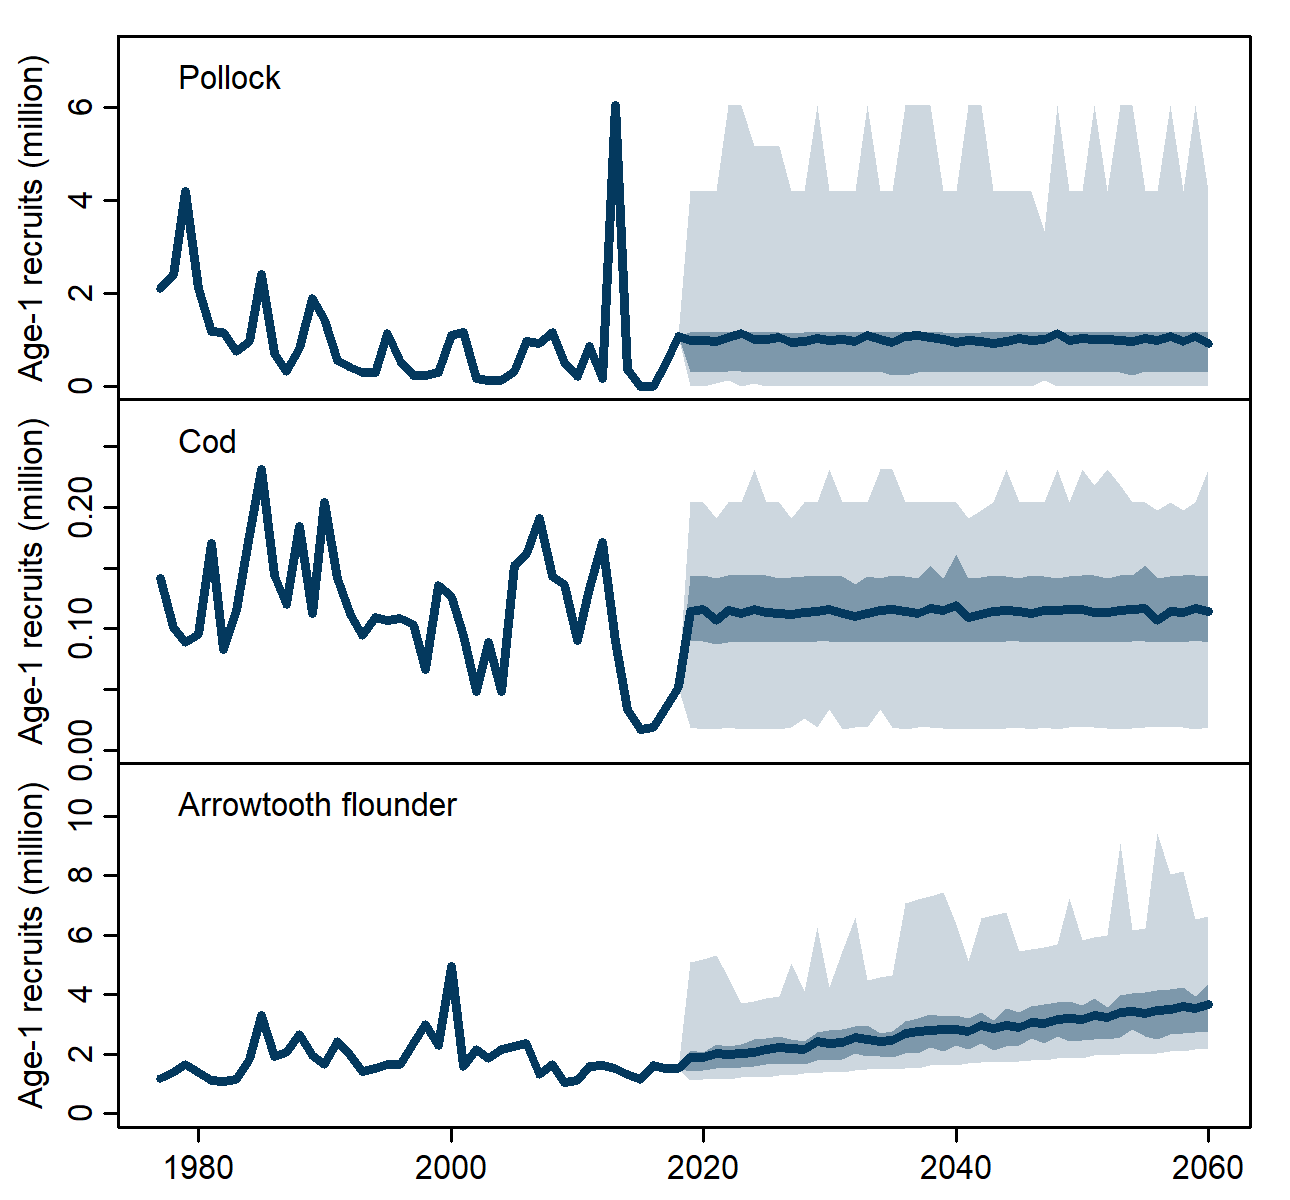 Pollock
Age-1 recruits (million)
6
4
2
0
Cod
Age-1 recruits (million)
0.20
0.10
0.00
Arrowtooth flounder
Age-1 recruits (million)
10
8
6
4
2
0
1980 2000 2020 2040 2060